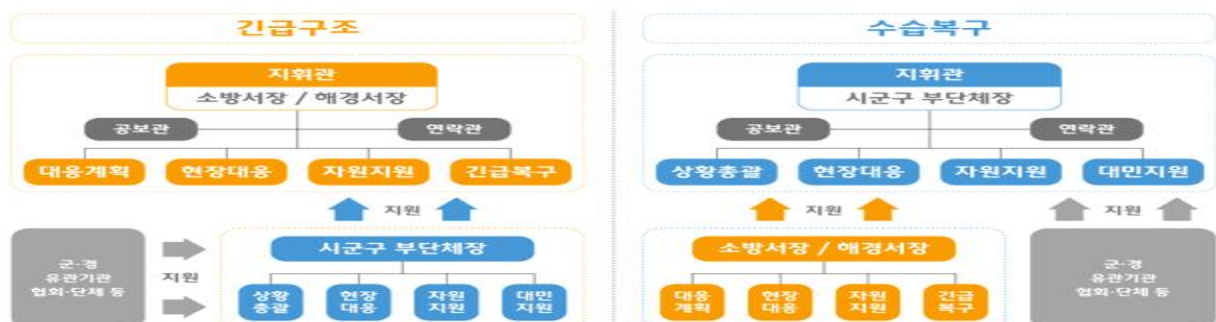 긴급구조
지휘관
소방서장 / 해경서장
공보관
연락관
대응계획
현장대응
자원지원
긴급복구
지원
군·경
유관기관
협회·단체 등
지원
시군구 부단체장
상황
총괄
현장
대응
자원
지원
대민
지원
수습복구
지휘관
시군구 부단체장
공보관
연락관
상황총괄
현장대응
자원지원
대민지원
지원
지원
소방서장 / 해경서장
대응
계획
현장
대응
자원
지원
긴급
복구
군·경
유관기관
협회·단체 등